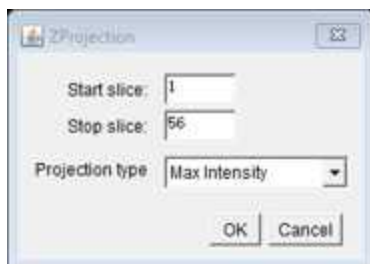 ZProjection
Start slice: 1
Stop slice: 56
Projection type Max Intensity
OK Cancel